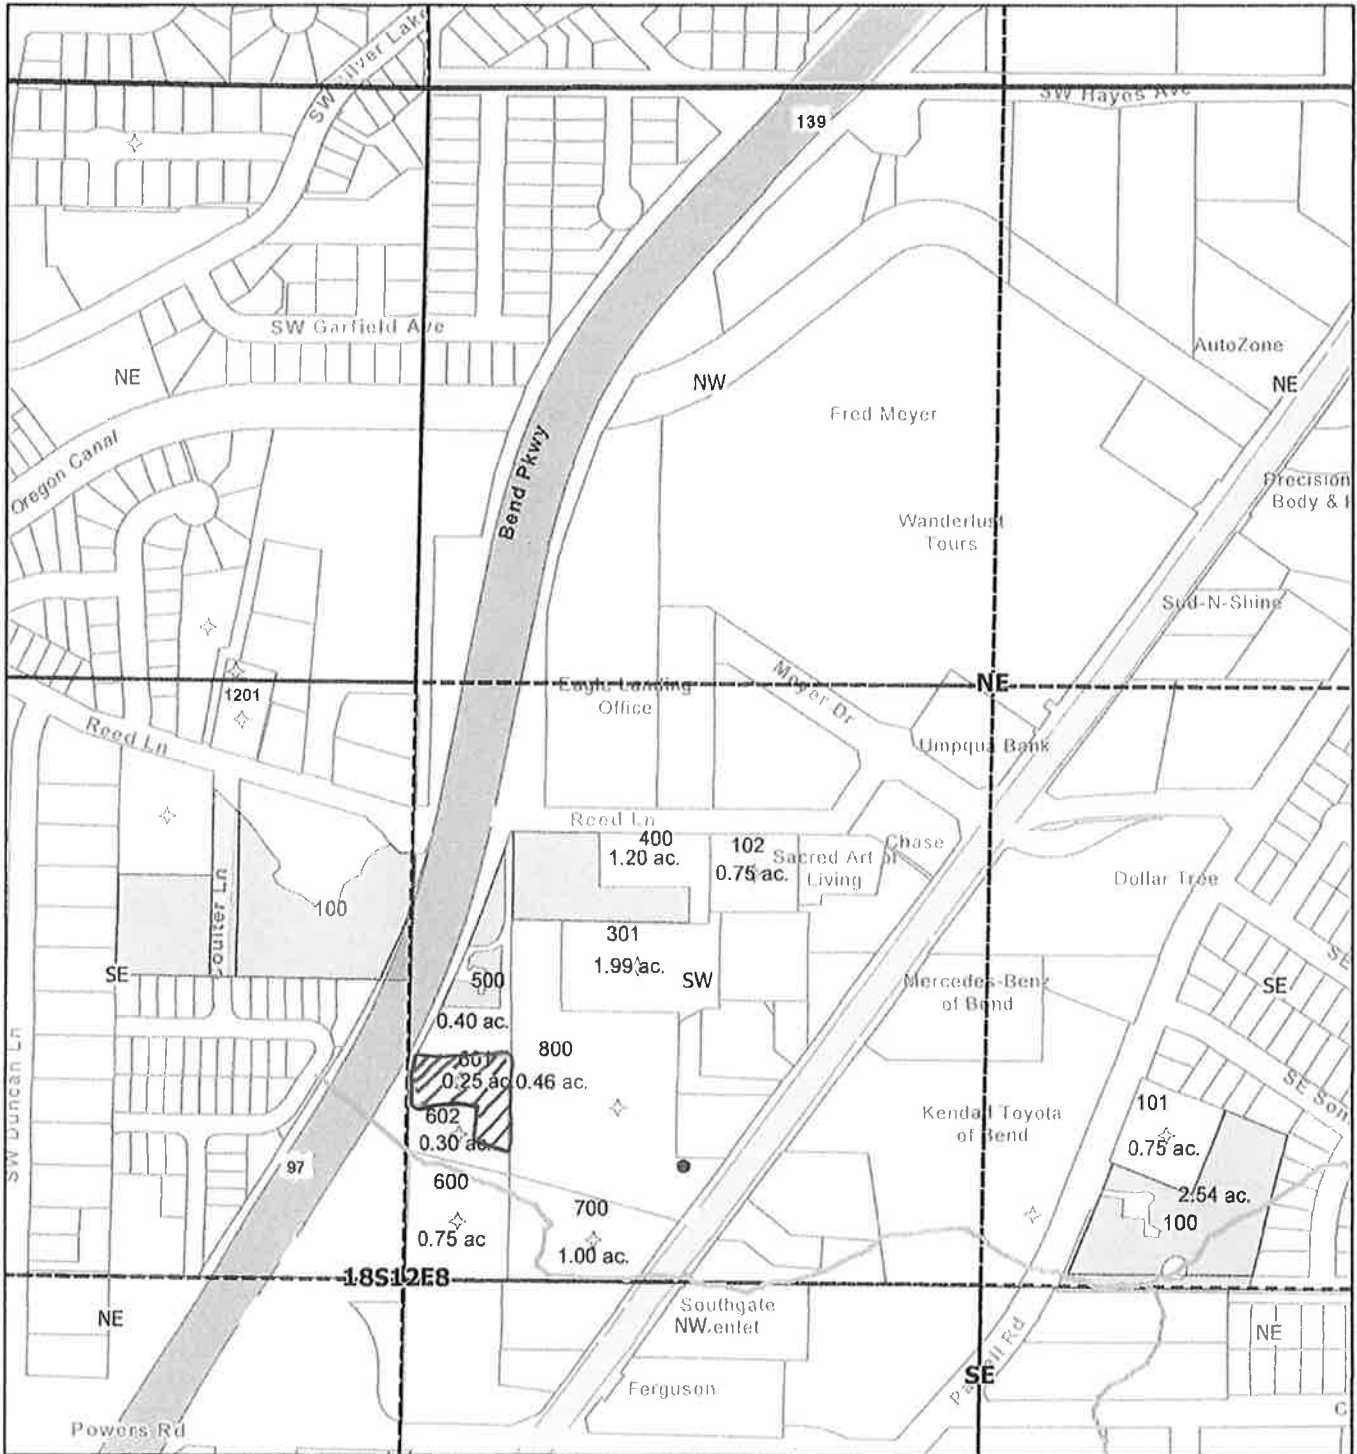 SW Silver Lake
139
SW Hayes Ave
SW Garfield Ave
AutoZone
NE
NW
NE
Fred Meyer
Oregon Canal
Bend Pkwy
Precision
Body &
Wanderlust
Tours
Sud-N-Shine
Eagle Landing
Office
Meyer Dr
NE
1201
Reed Ln
Umpqua Bank
Reed Ln
400
1.20 ac.
102
0.75 ac.
Sacred Art of
Living
Chase
Dollar Tree
100
Coulter Ln
301
1.99 ac.
SE
500
SW
Mercedes-Benz
of Bend
SE
SE
0.40 ac.
601
0.25 ac.
800
0.46 ac.
SW Duncan Ln
602
0.30 ac.
Kendall Toyota
of Bend
101
0.75 ac.
SE
97
600
0.75 ac
700
1.00 ac.
2.54 ac.
100
18S12E8
NE
Southgate
NW
NE
SE
Ferguson
Powers Rd
C